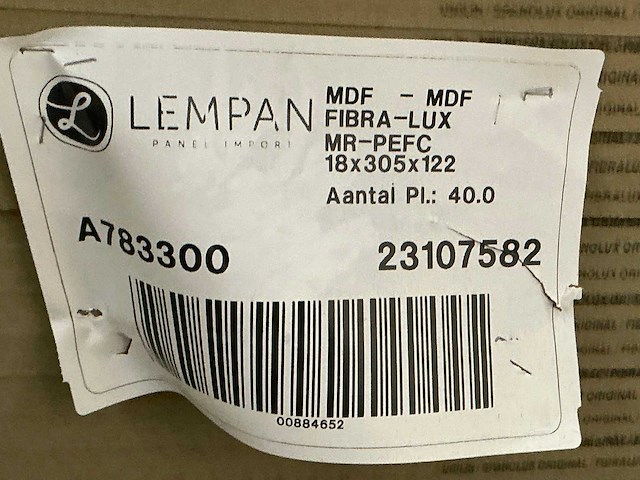 LEMPAN
PANEL IMPORT
MDF - MDF
FIBRA-LUX
MR-PEFC
18x305x122
Aantal Pl.: 40.0
A783300
23107582
00884652